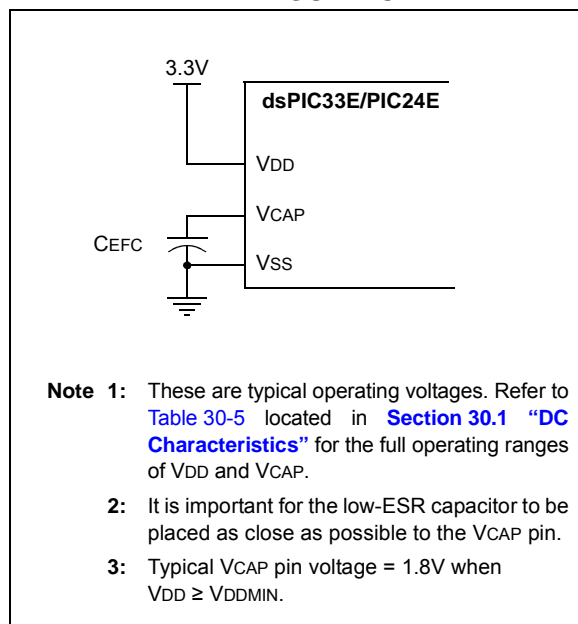 3.3V
dsPIC33E/PIC24E
VDD
VCAP
CEFC
VSS
Note 1: These are typical operating voltages. Refer to
Table 30-5 located in Section 30.1 “DC
Characteristics” for the full operating ranges
of VDD and VCAP.
2: It is important for the low-ESR capacitor to be
placed as close as possible to the VCAP pin.
3: Typical VCAP pin voltage = 1.8V when
VDD ≥ VDDMIN.